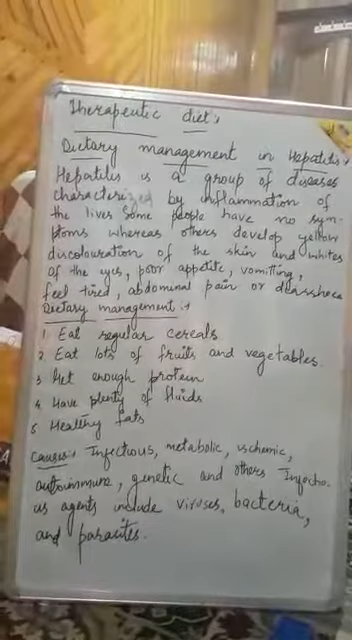 Therapeutic diet's
Dietary management in Hepatitis:
Hepatitis is a group of diseases
characterized by inflammation of
the liver some people have no sym-
ptoms whereas others develop yellow
discolouration of the skin and whites
of the eyes, poor appetite, vomitting,
feel tired, abdominal pain or diarrhoea
Dietary management :-
1. Eat regular cereals.
2 Eat lots of fruits and vegetables.
3 Get enough protein
4 Have plenty of fluids
5 Healthy fats
Causes:- Infectious, metabolic, ischemic,
autoimmune, genetic and others Infectio-
us agents include viruses, bacteria,
and parasites.